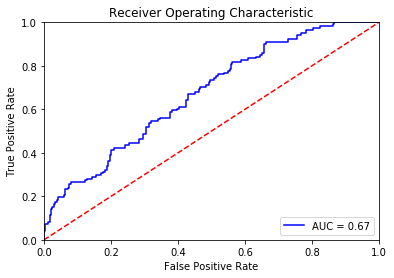 Receiver Operating Characteristic
True Positive Rate
1.0
0.8
0.6
0.4
0.2
0.0
AUC = 0.67
0.0 0.2 0.4 0.6 0.8 1.0
False Positive Rate